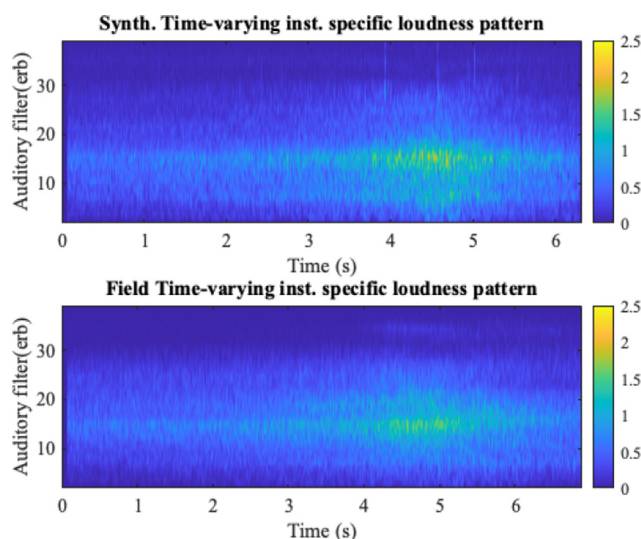 Synth. Time-varying inst. specific loudness pattern
2.5
2
1.5
1
0.5
0
30
20
10
Auditory filter(erb)
0 1 2 3 4 5 6
Time (s)
Field Time-varying inst. specific loudness pattern
2.5
2
1.5
1
0.5
0
30
20
10
Auditory filter(erb)
0 1 2 3 4 5 6
Time (s)